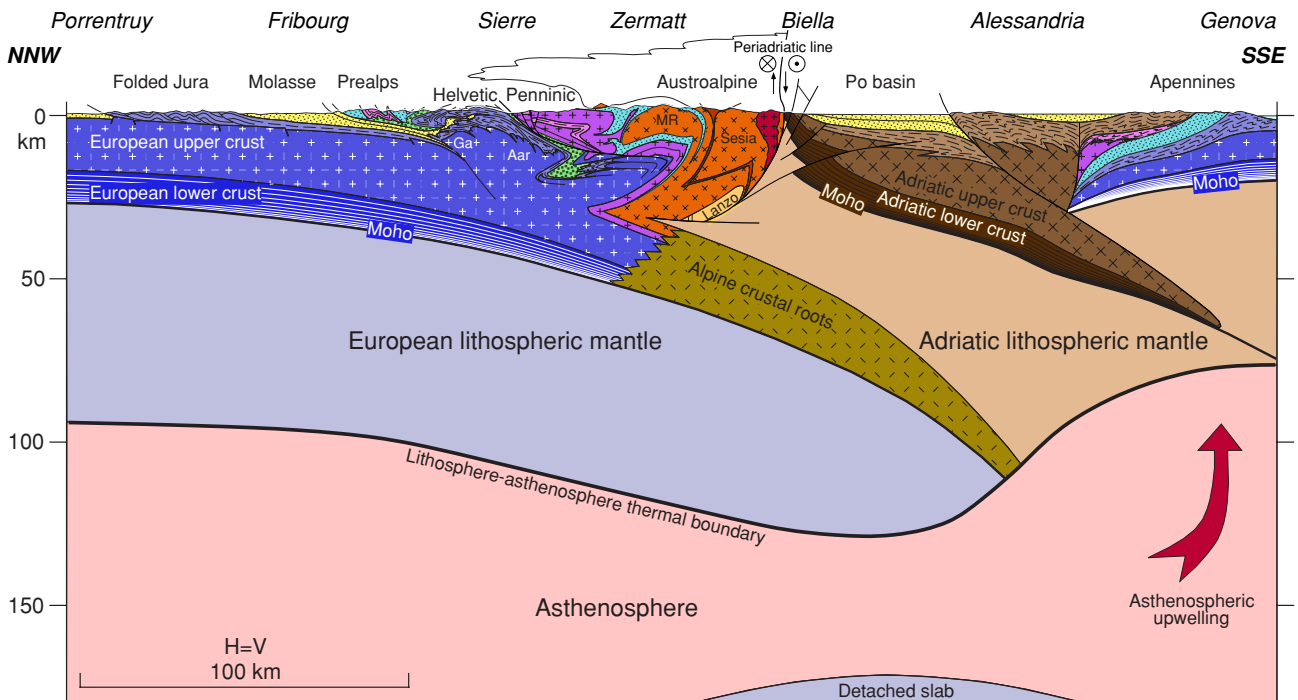 Porrentruy Fribourg Sierre Zermatt Biella Alessandria Genova
NNW SSE
Periadriatic line
Folded Jura Molasse Prealps Helvetic Penninic Austroalpine Po basin Apennines
0
km
MR
Sesia
Ga
Aar
European upper crust
European lower crust
Moho
Lanzo
Moho
Adriatic upper crust
Adriatic lower crust
Moho
50
Alpine crustal roots
European lithospheric mantle
Adriatic lithospheric mantle
100
Lithosphere-asthenosphere thermal boundary
150
Asthenosphere
Asthenospheric
upwelling
H=V
100 km
Detached slab